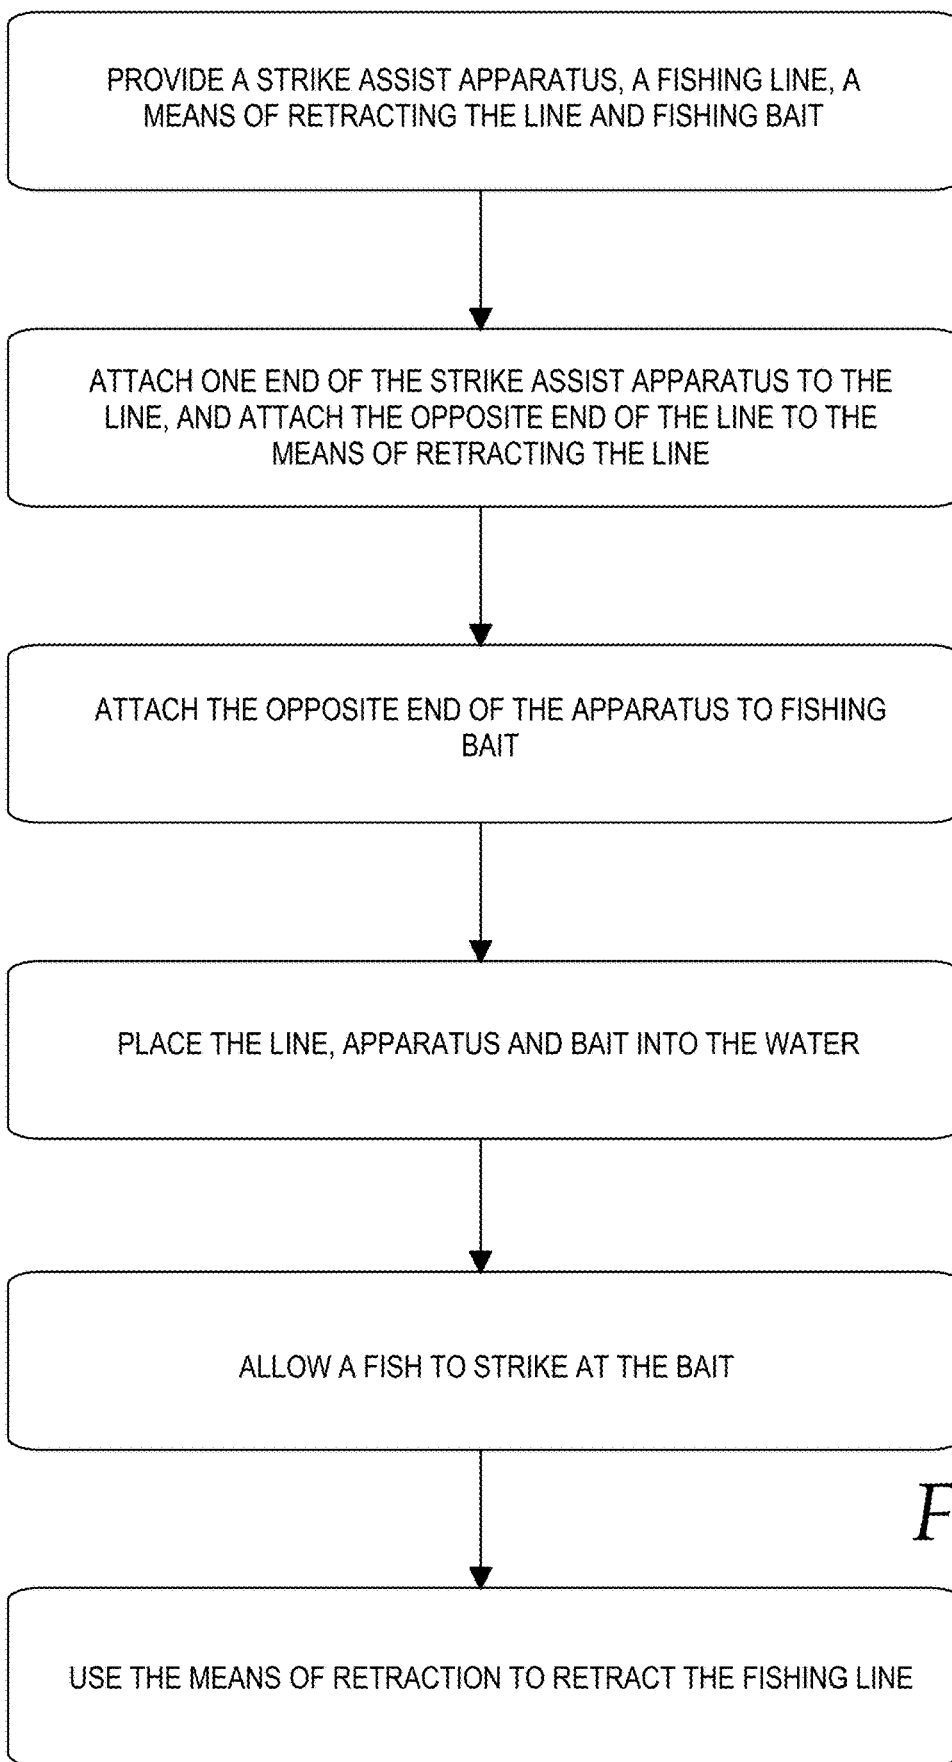 PROVIDE A STRIKE ASSIST APPARATUS, A FISHING LINE, A
MEANS OF RETRACTING THE LINE AND FISHING BAIT
ATTACH ONE END OF THE STRIKE ASSIST APPARATUS TO THE
LINE, AND ATTACH THE OPPOSITE END OF THE LINE TO THE
MEANS OF RETRACTING THE LINE
ATTACH THE OPPOSITE END OF THE APPARATUS TO FISHING
BAIT
PLACE THE LINE, APPARATUS AND BAIT INTO THE WATER
ALLOW A FISH TO STRIKE AT THE BAIT
F
USE THE MEANS OF RETRACTION TO RETRACT THE FISHING LINE